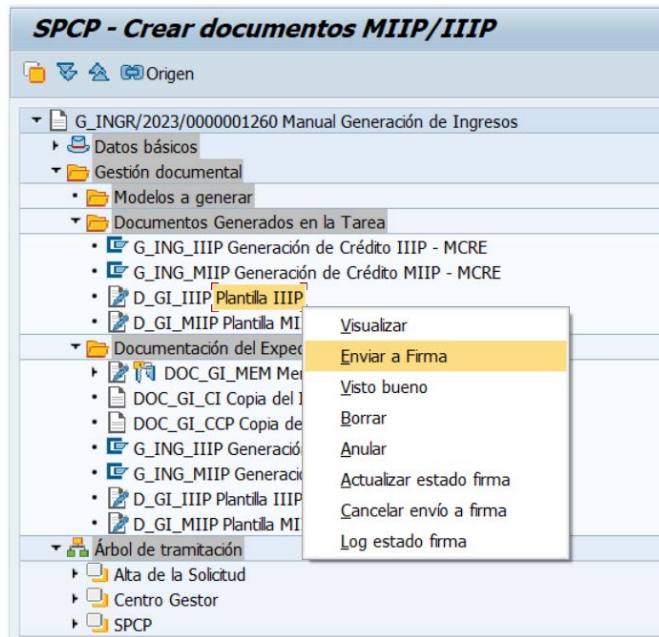 SPCP - Crear documentos MIIP/IIIP
Origen
G_INGR/2023/0000001260 Manual Generación de Ingresos
Datos básicos
Gestión documental
Modelos a generar
Documentos Generados en la Tarea
G_ING_IIIP Generación de Crédito IIIP - MCRE
G_ING_MIIP Generación de Crédito MIIP - MCRE
D_GI_IIIP Plantilla IIIP
D_GI_MIIP Plantilla MI
Documentación del Exped
DOC_GI_MEM Me
DOC_GI_CI Copia del I
DOC_GI_CCP Copia de
G_ING_IIIP Generació
G_ING_MIIP Generació
D_GI_IIIP Plantilla IIIP
D_GI_MIIP Plantilla MI
Visualizar
Enviar a Firma
Visto bueno
Borrar
Anular
Actualizar estado firma
Cancelar envío a firma
Log estado firma
Árbol de tramitación
Alta de la Solicitud
Centro Gestor
SPCP